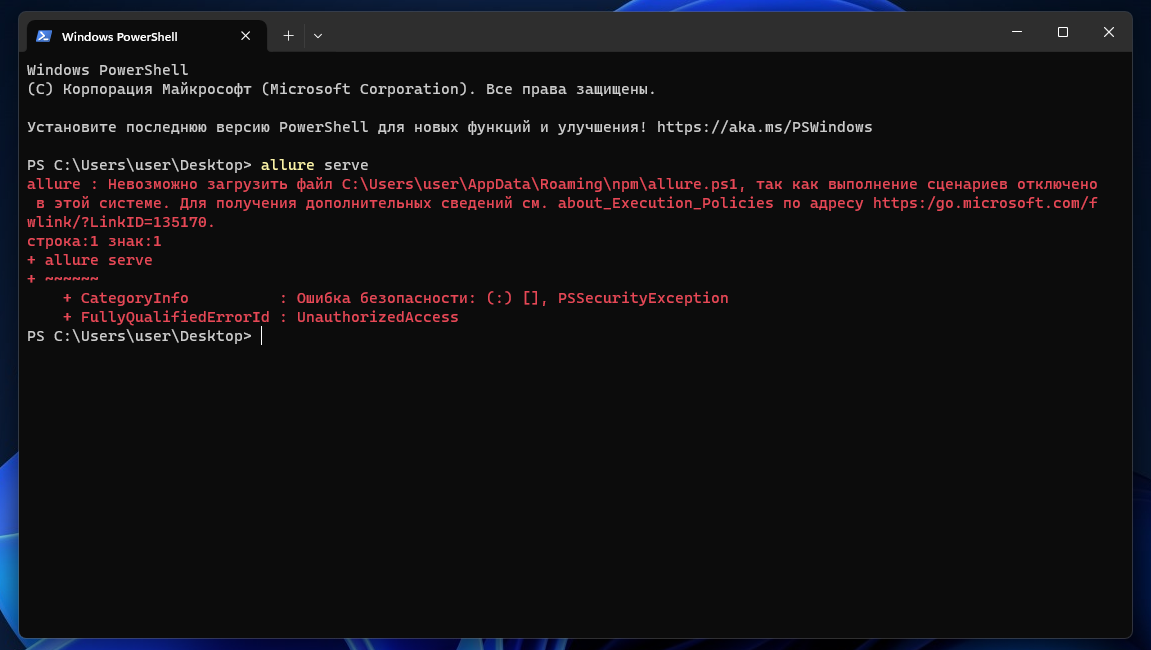 Windows PowerShell
Windows PowerShell
(C) Корпорация Майкрософт (Microsoft Corporation). Все права защищены.
Установите последнюю версию PowerShell для новых функций и улучшения! https://aka.ms/PSWindows
PS C:\Users\user\Desktop> allure serve
allure : Невозможно загрузить файл C:\Users\user\AppData\Roaming\npm\allure.ps1, так как выполнение сценариев отключено
в этой системе. Для получения дополнительных сведений см. about_Execution_Policies по адресу https:/go.microsoft.com/f
wlink/?LinkID=135170.
строка:1 знак:1
+ allure serve
+ ~~~~~~
+ CategoryInfo          : Ошибка безопасности: (:) [], PSSecurityException
+ FullyQualifiedErrorId : UnauthorizedAccess
PS C:\Users\user\Desktop>